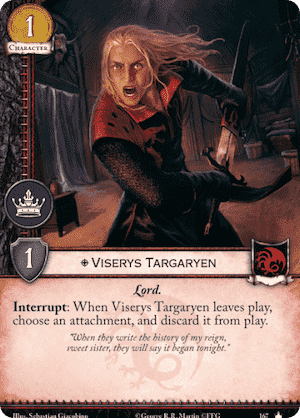 1
CHARACTER
1
VISERYS TARGARYEN
Lord.
Interrupt: When Viserys Targaryen leaves play,
choose an attachment, and discard it from play.
"When they write the history of my reign,
sweet sister, they will say it began tonight."
Illus. Sebastian Giacobino © George R.R. Martin ©FFG 167